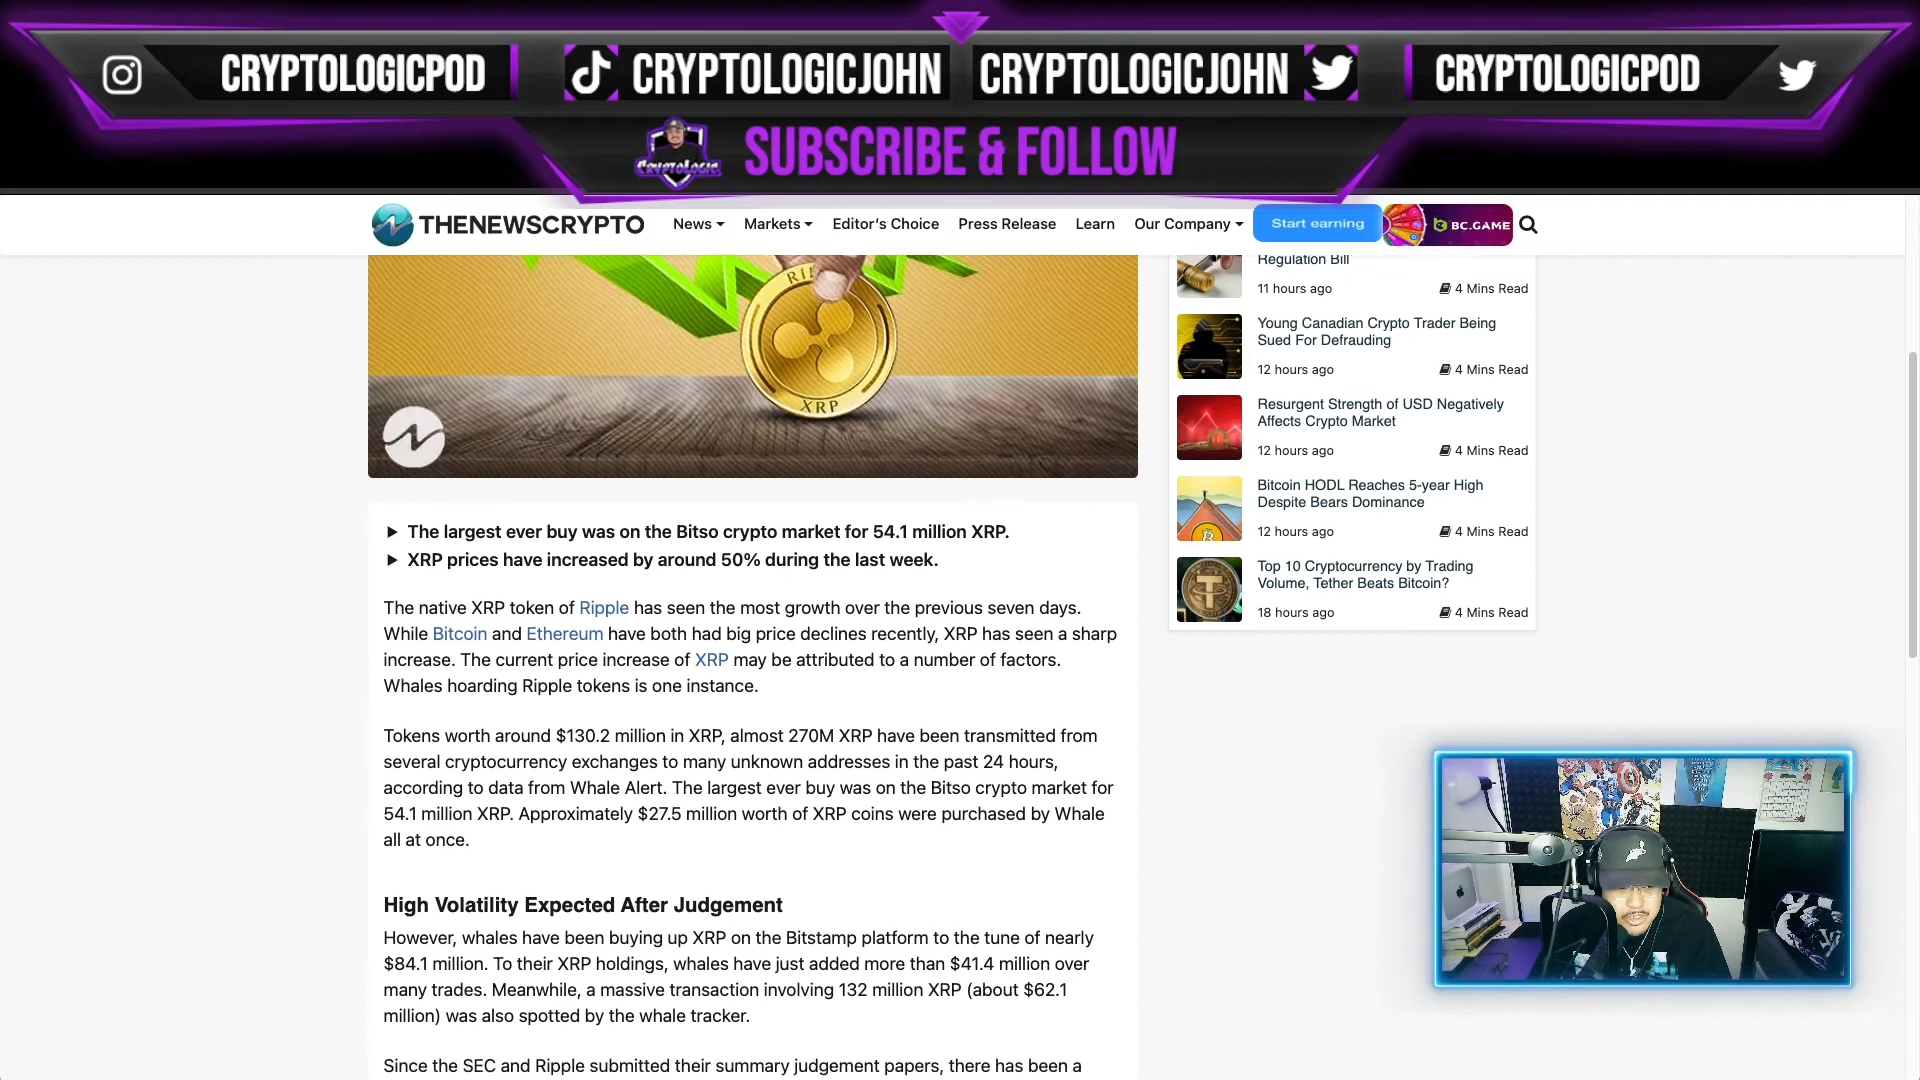 CRYPTOLOGICPOD
CRYPTOLOGICJOHN
CRYPTOLOGICJOHN
CRYPTOLOGICPOD
CRYPTOLOGIC
SUBSCRIBE & FOLLOW
THENEWSCRYPTO
News
Markets
Editor's Choice
Press Release
Learn
Our Company
Start earning
BC.GAME
XRP
The largest ever buy was on the Bitso crypto market for 54.1 million XRP.
XRP prices have increased by around 50% during the last week.
The native XRP token of Ripple has seen the most growth over the previous seven days.
While Bitcoin and Ethereum have both had big price declines recently, XRP has seen a sharp
increase. The current price increase of XRP may be attributed to a number of factors.
Whales hoarding Ripple tokens is one instance.
Tokens worth around $130.2 million in XRP, almost 270M XRP have been transmitted from
several cryptocurrency exchanges to many unknown addresses in the past 24 hours,
according to data from Whale Alert. The largest ever buy was on the Bitso crypto market for
54.1 million XRP. Approximately $27.5 million worth of XRP coins were purchased by Whale
all at once.
High Volatility Expected After Judgement
However, whales have been buying up XRP on the Bitstamp platform to the tune of nearly
$84.1 million. To their XRP holdings, whales have just added more than $41.4 million over
many trades. Meanwhile, a massive transaction involving 132 million XRP (about $62.1
million) was also spotted by the whale tracker.
Since the SEC and Ripple submitted their summary judgement papers, there has been a
Regulation Bill
11 hours ago
4 Mins Read
Young Canadian Crypto Trader Being
Sued For Defrauding
12 hours ago
4 Mins Read
Resurgent Strength of USD Negatively
Affects Crypto Market
12 hours ago
4 Mins Read
Bitcoin HODL Reaches 5-year High
Despite Bears Dominance
12 hours ago
4 Mins Read
Top 10 Cryptocurrency by Trading
Volume, Tether Beats Bitcoin?
18 hours ago
4 Mins Read